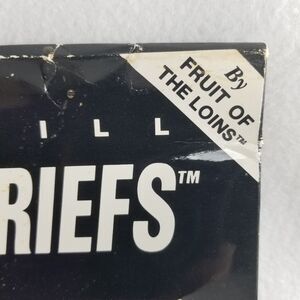 By
FRUIT OF
THE LOINS™
ILL
RIEFS™